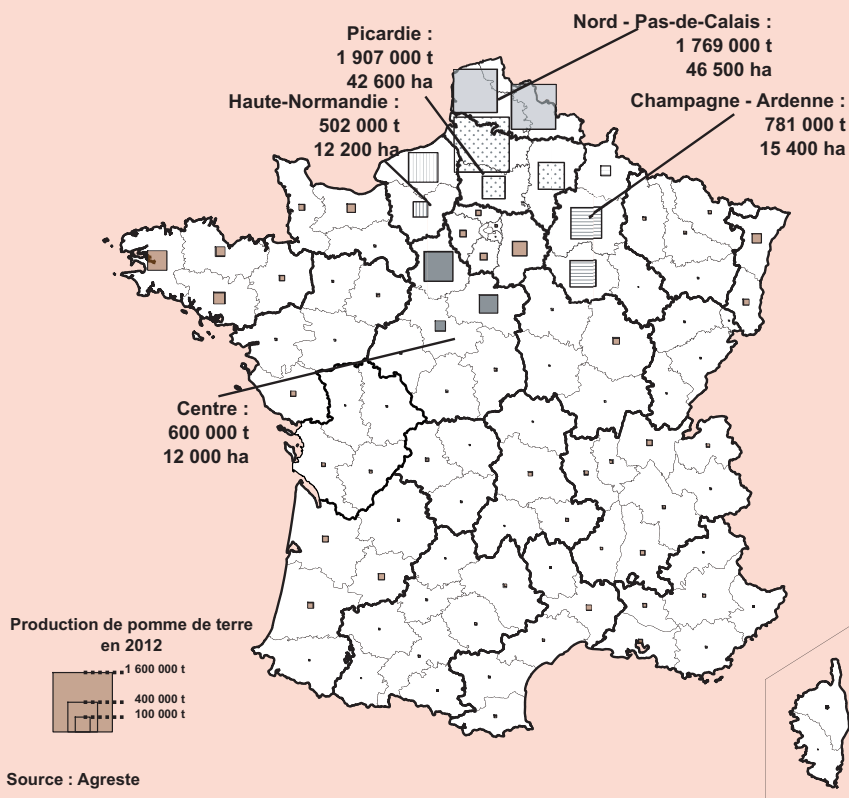 Nord - Pas-de-Calais :
1 769 000 t
46 500 ha
Picardie :
1 907 000 t
42 600 ha
Haute-Normandie :
502 000 t
12 200 ha
Champagne - Ardenne :
781 000 t
15 400 ha
Centre :
600 000 t
12 000 ha
Production de pomme de terre
en 2012
1 600 000 t
400 000 t
100 000 t
Source : Agreste